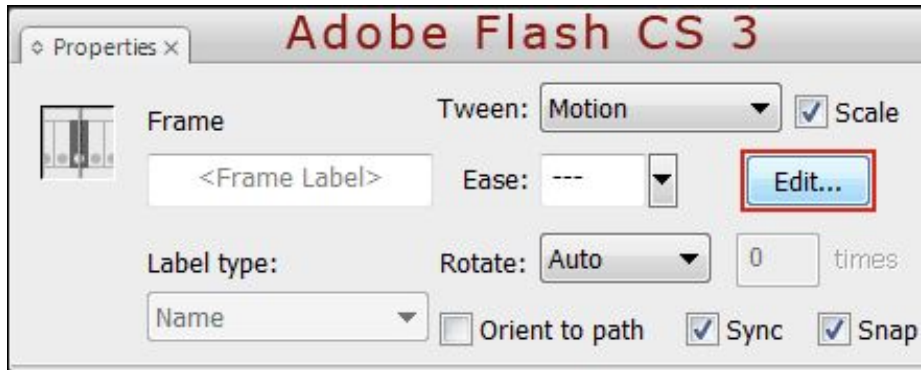 Adobe Flash CS 3
Properties ×
Frame Tween: Motion Scale
<Frame Label> Ease: --- Edit...
Label type: Rotate: Auto 0 times
Name Orient to path Sync Snap